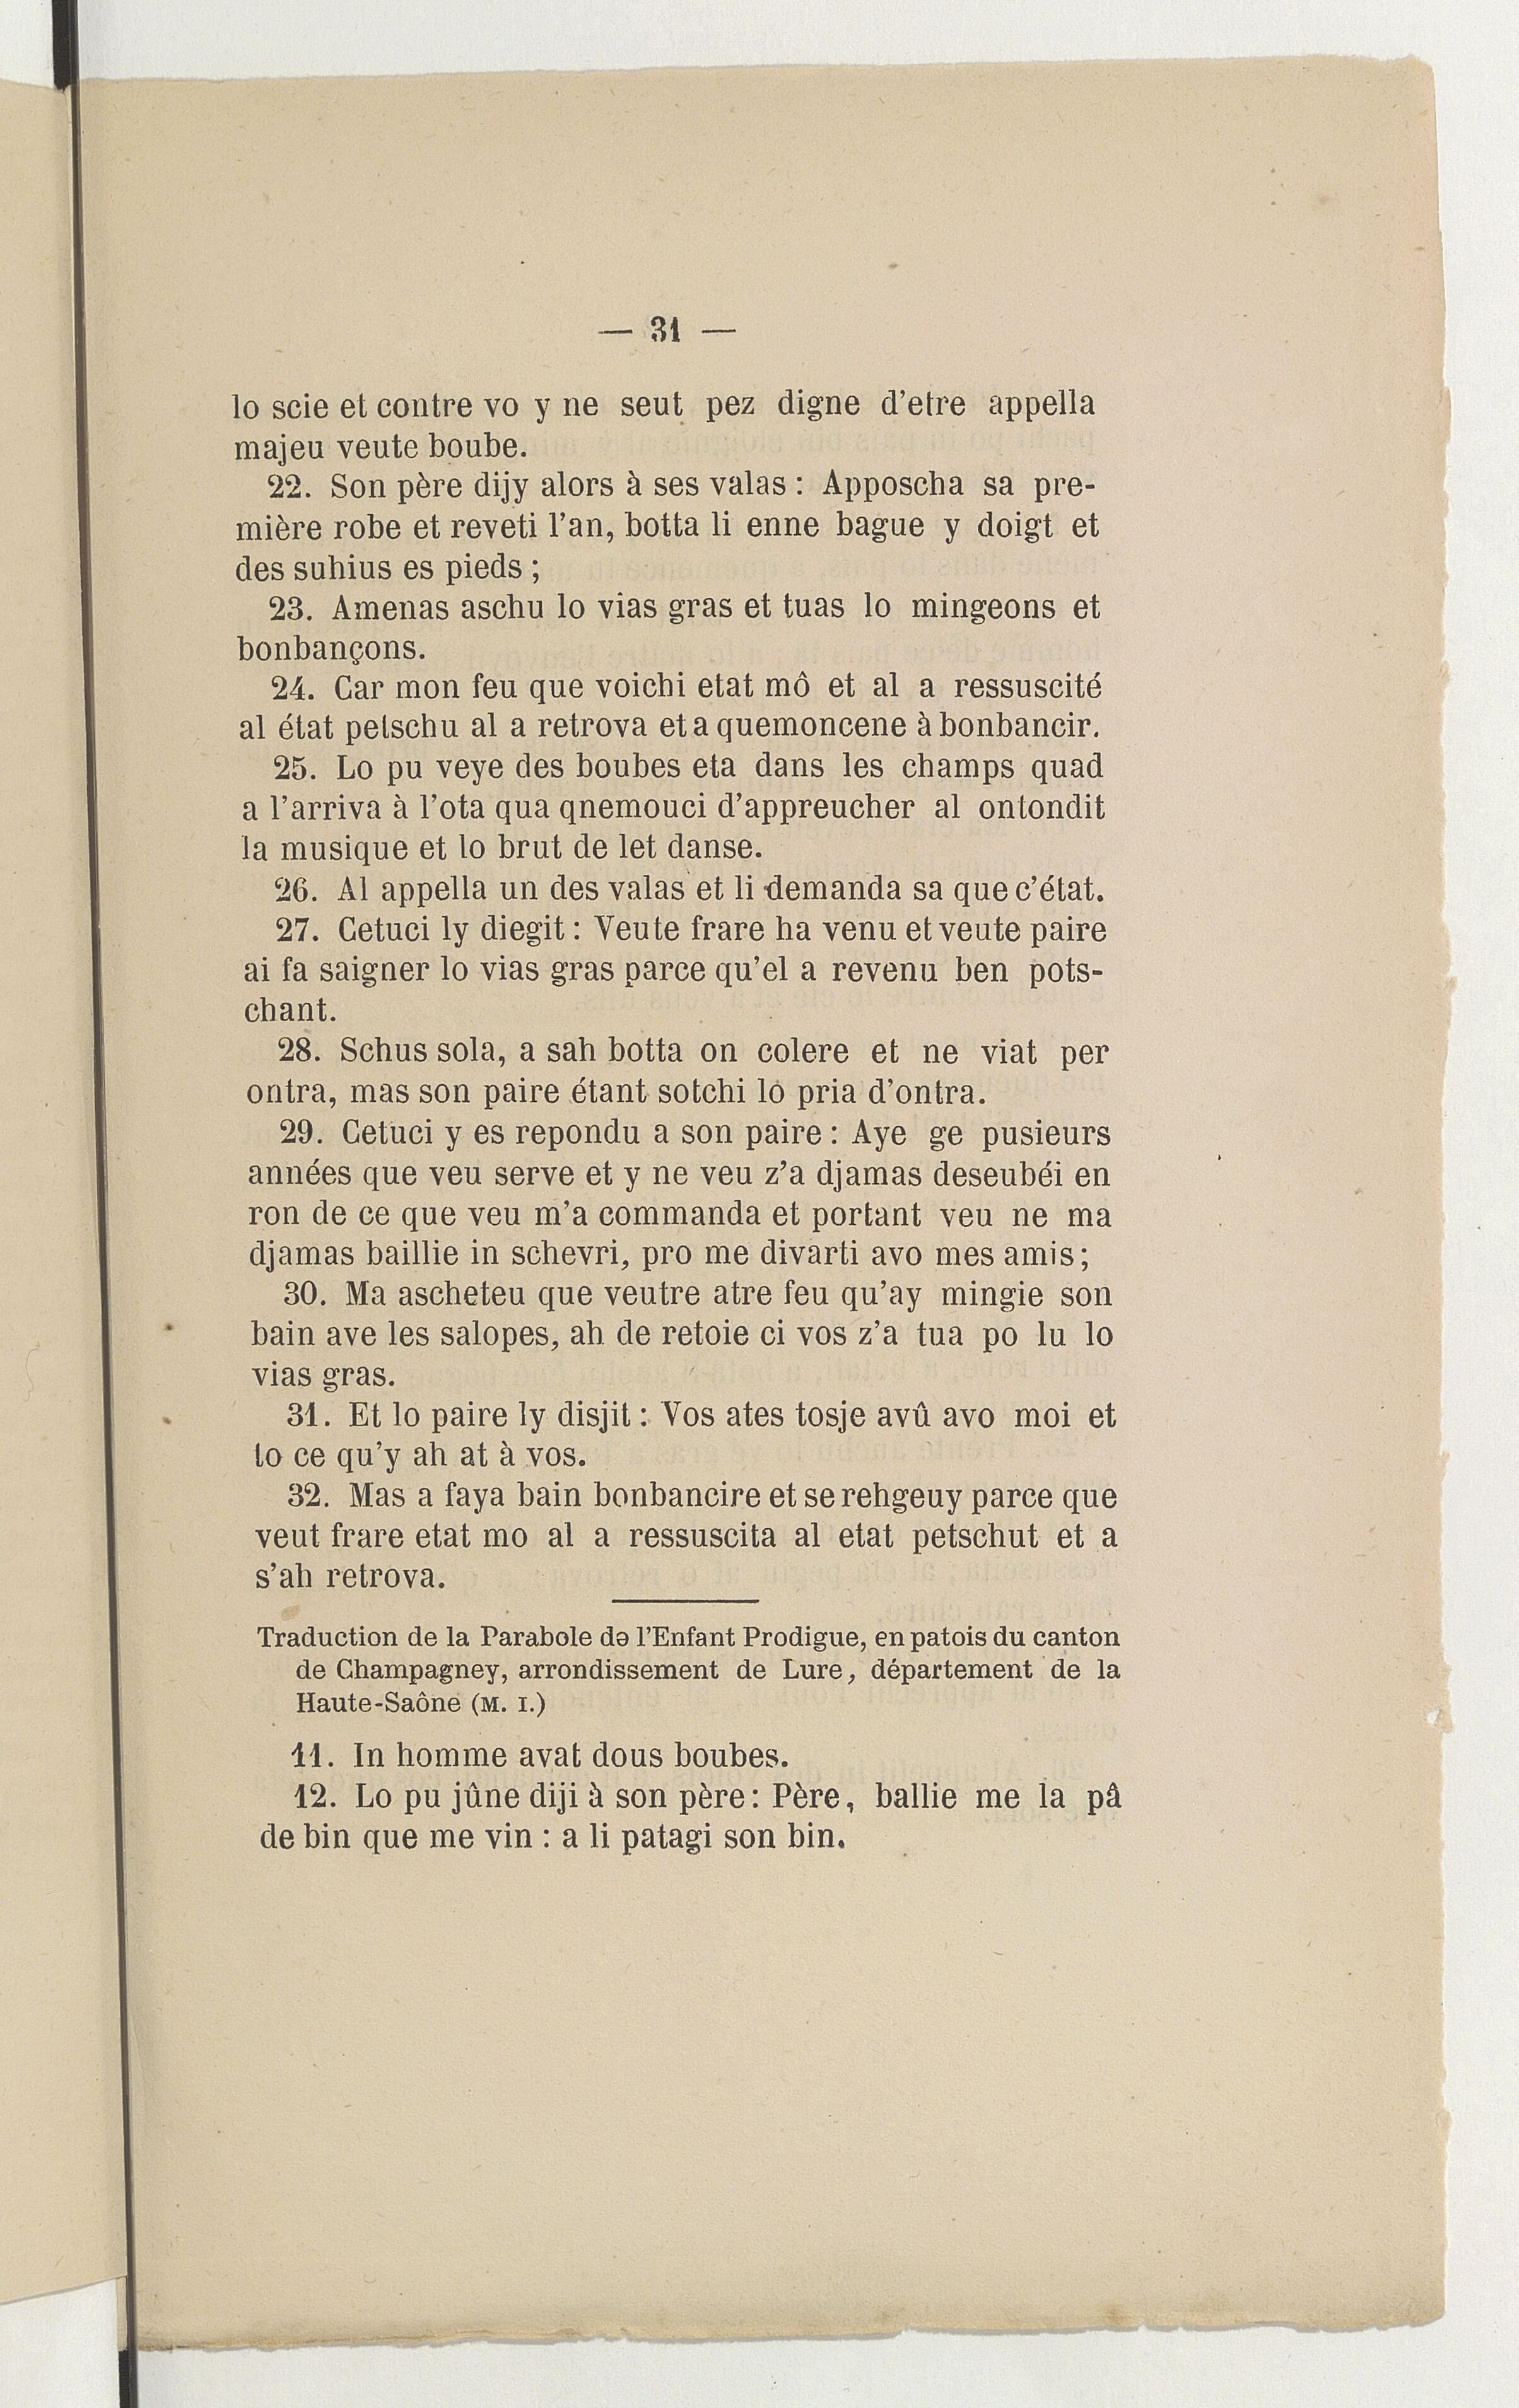 — 31 —
lo scie et contre vo y ne seut pez digne d'etre appella
majeu veute boube.
22. Son père dijy alors à ses valas : Apposcha sa pre-
mière robe et reveti l'an, botta li enne bague y doigt et
des suhius es pieds ;
23. Amenas aschu lo vias gras et tuas lo mingeons et
bonbançons.
24. Car mon feu que voichi etat mô et al a ressuscité
al état petschu al a retrova et a quemoncene à bonbancir.
25. Lo pu veye des boubes eta dans les champs quad
a l'arriva à l'ota qua qnemouci d'appreucher al ontondit
la musique et lo brut de let danse.
26. Al appella un des valas et li demanda sa que c'état.
27. Cetuci ly diegit : Veute frare ha venu et veute paire
ai fa saigner lo vias gras parce qu'el a revenu ben pots-
chant.
28. Schus sola, a sah botta on colere et ne viat per
ontra, mas son paire étant sotchi lo pria d'ontra.
29. Cetuci y es repondu a son paire : Aye ge pusieurs
années que veu serve et y ne veu z'a djamas deseubéi en
ron de ce que veu m'a commanda et portant veu ne ma
djamas baillie in schevri, pro me divarti avo mes amis ;
30. Ma ascheteu que veutre atre feu qu'ay mingie son
bain ave les salopes, ah de retoie ci vos z'a tua po lu lo
vias gras.
31. Et lo paire ly disjit : Vos ates tosje avû avo moi et
to ce qu'y ah at à vos.
32. Mas a faya bain bonbancire et se rehgeuy parce que
veut frare etat mo al a ressuscita al etat petschut et a
s'ah retrova.
Traduction de la Parabole de l'Enfant Prodigue, en patois du canton
de Champagney, arrondissement de Lure, département de la
Haute-Saône (M. I.)
11. In homme avat dous boubes.
12. Lo pu jûne diji à son père : Père, ballie me la pâ
de bin que me vin : a li patagi son bin.